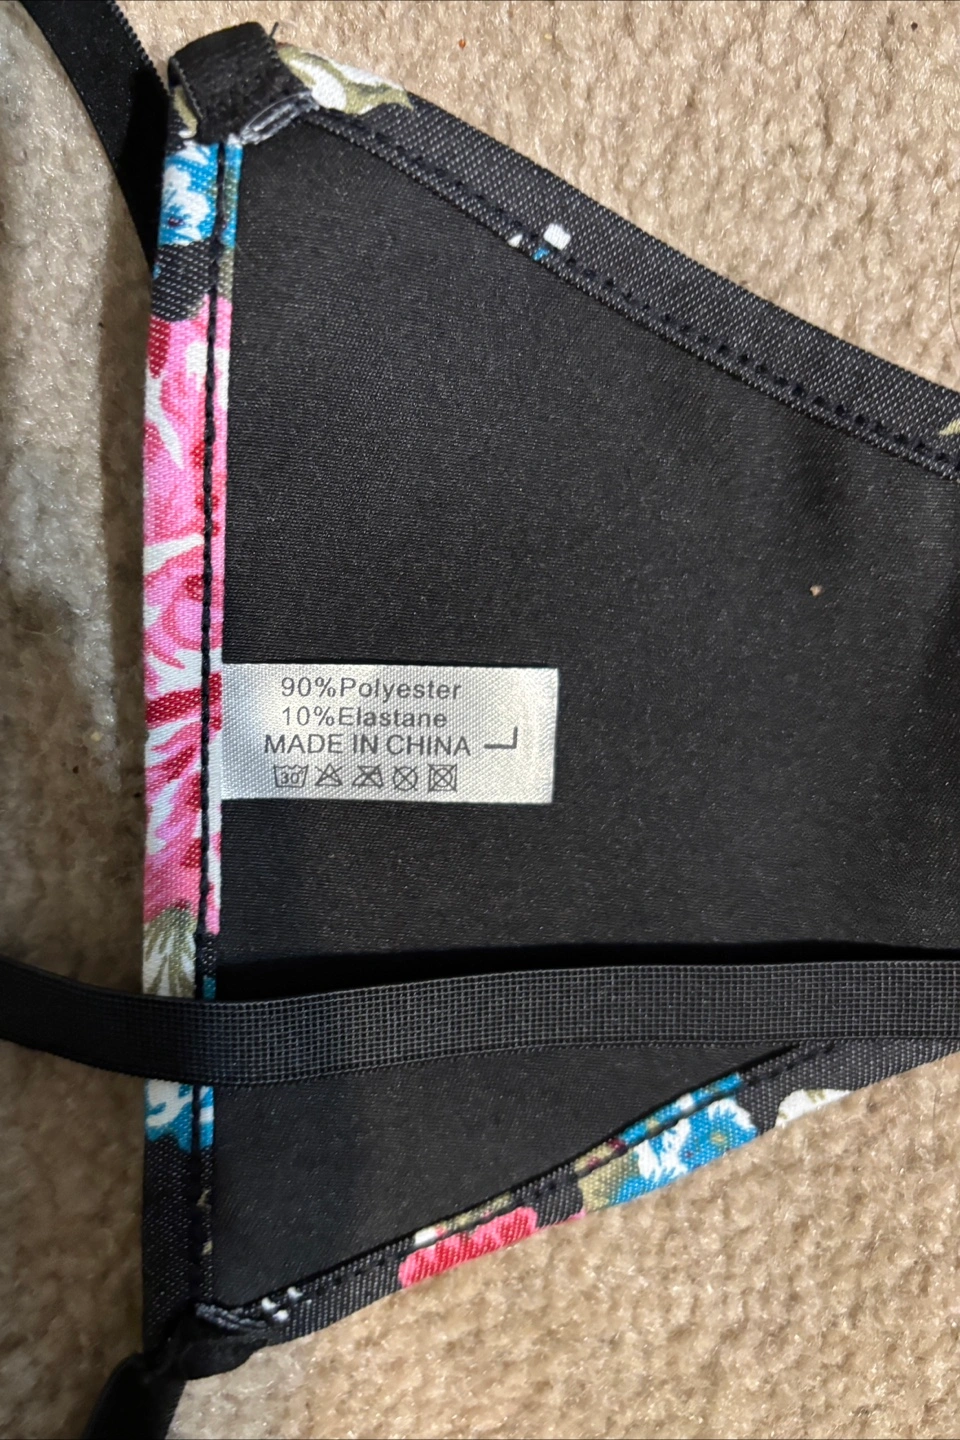 90%Polyester
10%Elastane
MADE IN CHINA L
30